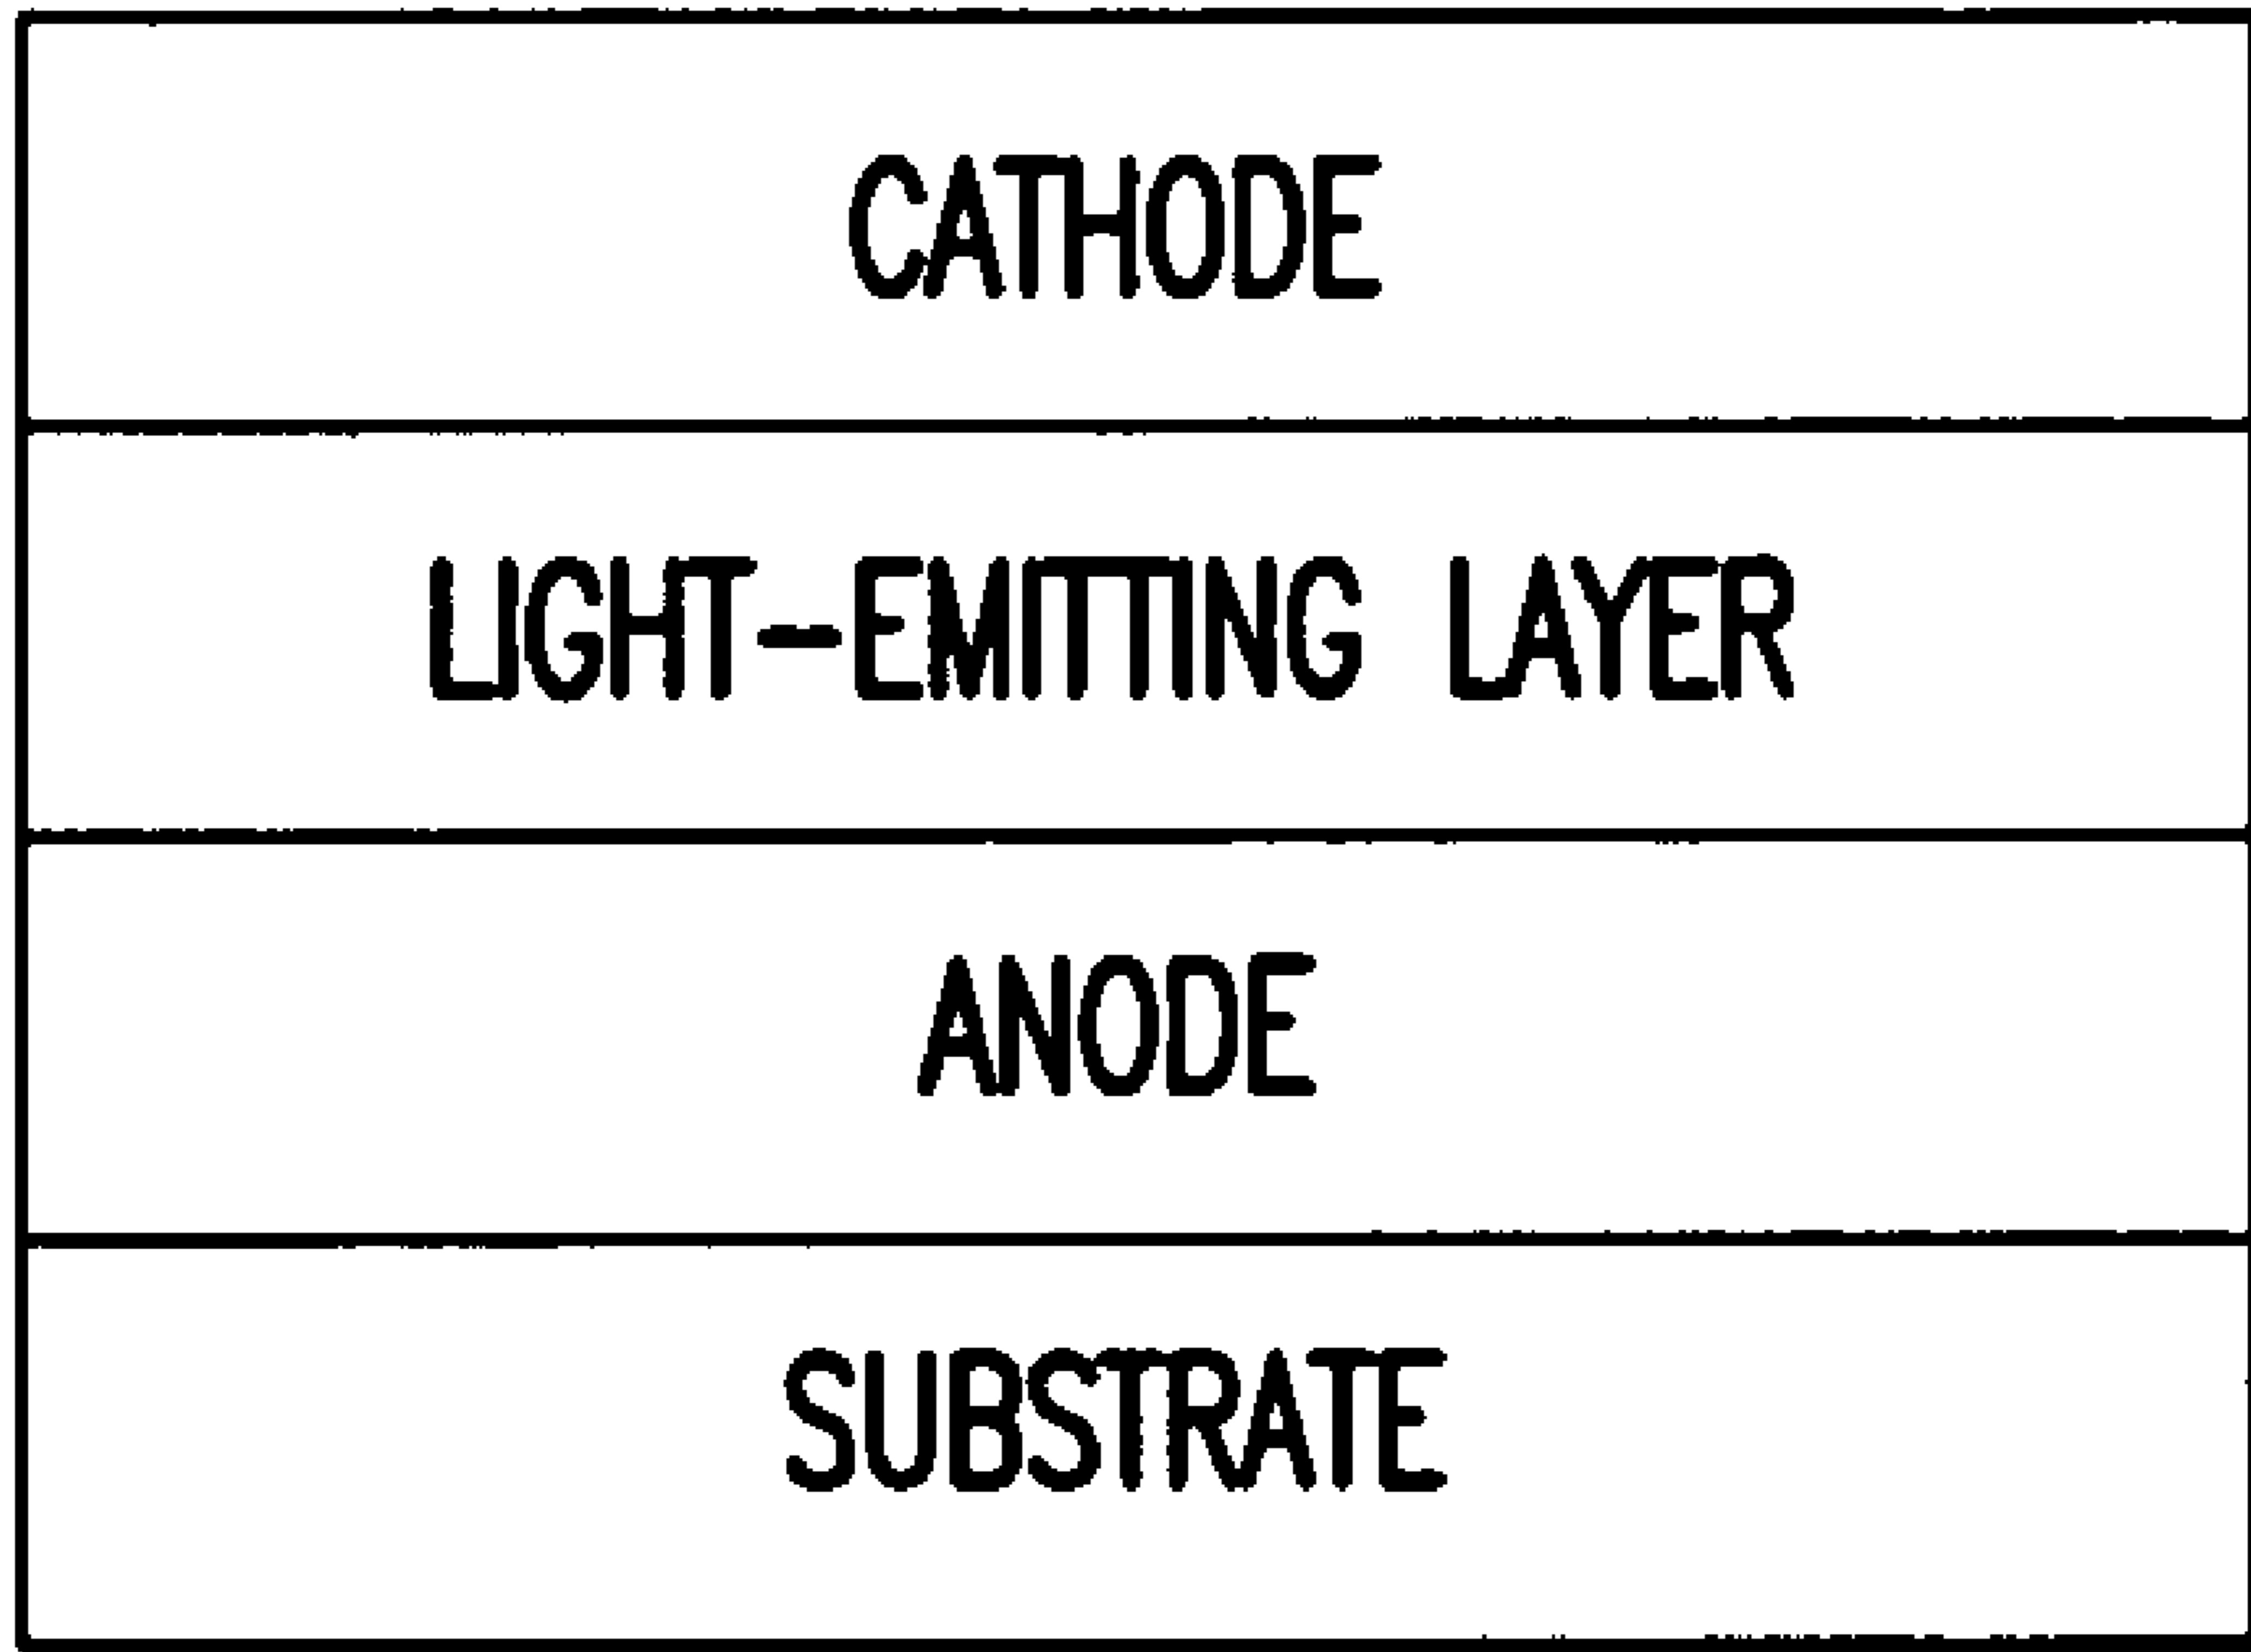 CATHODE
LIGHT-EMITTING LAYER
ANODE
SUBSTRATE